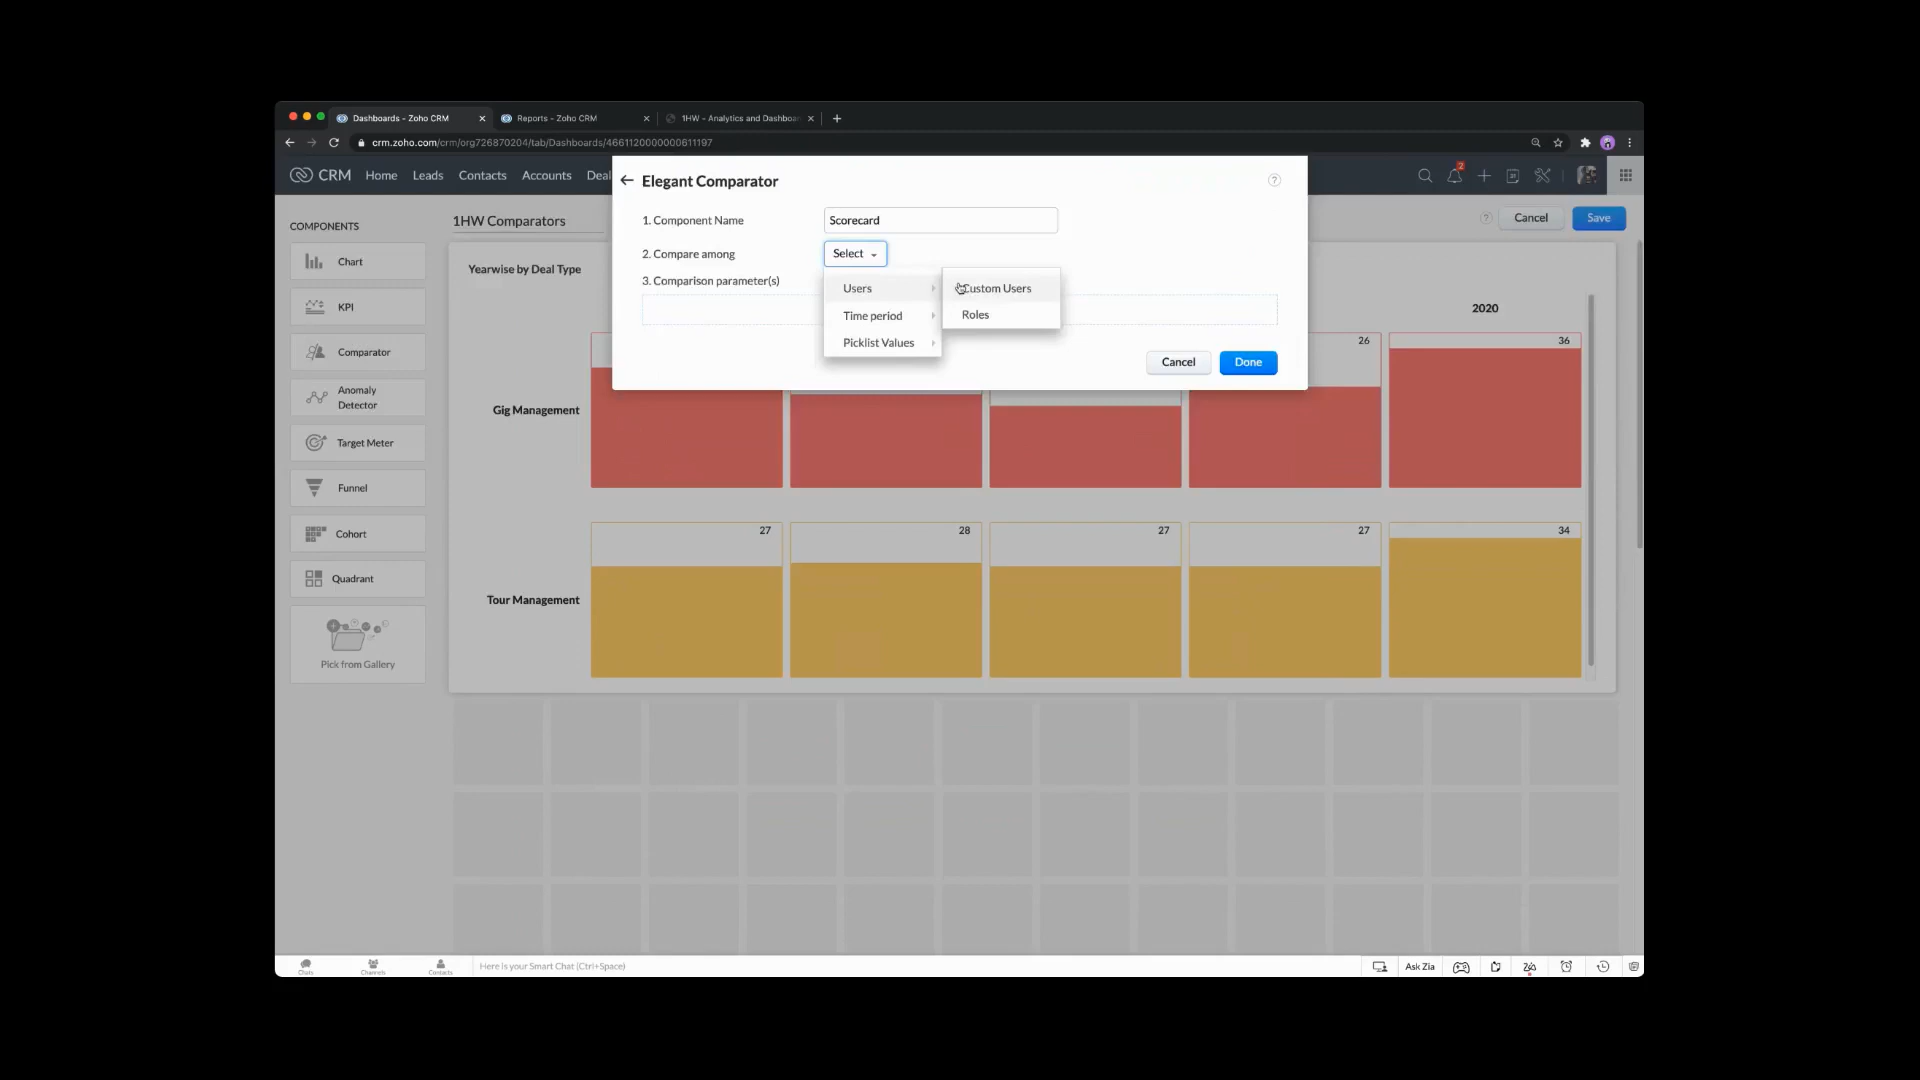 Dashboards - Zoho CRM
Reports - Zoho CRM
1HW - Analytics and Dashboar
crm.zoho.com/crm/org726870204/tab/Dashboards/4661120000000611197
CRM Home Leads Contacts Accounts Deal
2
Elegant Comparator
?
1. Component Name
Scorecard
2. Compare among
Select
3. Comparison parameter(s)
Users
Time period
Picklist Values
Custom Users
Roles
Cancel
Done
COMPONENTS
Chart
KPI
Comparator
Anomaly
Detector
Target Meter
Funnel
Cohort
Quadrant
Pick from Gallery
1HW Comparators
?
Cancel
Save
Yearwise by Deal Type
2020
Gig Management
26
36
Tour Management
27
28
27
27
34
Chats
Channels
Contacts
Here is your Smart Chat (Ctrl+Space)
Ask Zia